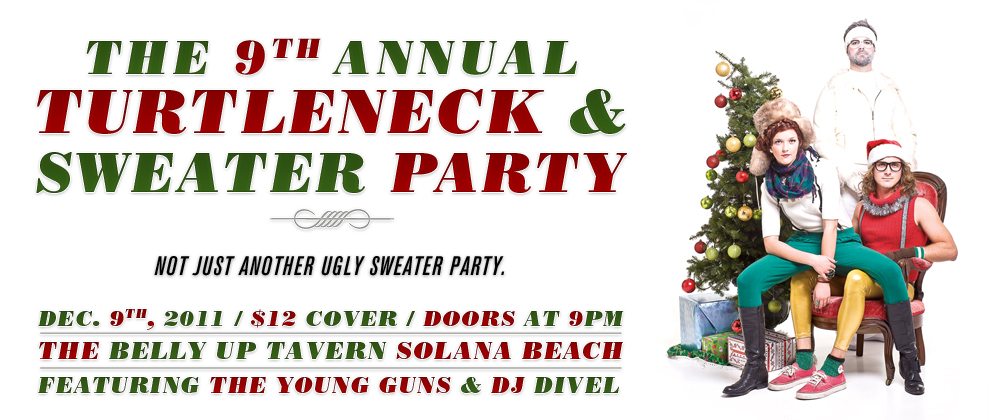 THE 9TH ANNUAL
TURTLENECK &
SWEATER PARTY
NOT JUST ANOTHER UGLY SWEATER PARTY.
DEC. 9TH, 2011 / $12 COVER / DOORS AT 9PM
THE BELLY UP TAVERN SOLANA BEACH
FEATURING THE YOUNG GUNS & DJ DIVEL